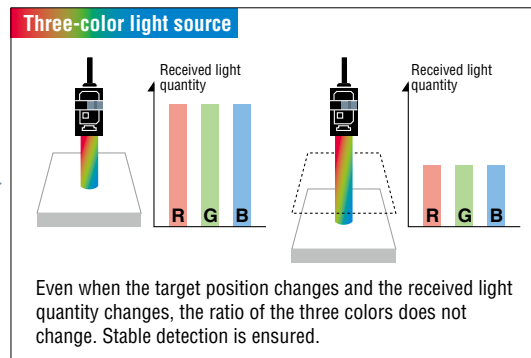 Three-color light source
Received light
quantity
R G B
Received light
quantity
R G B
Even when the target position changes and the received light
quantity changes, the ratio of the three colors does not
change. Stable detection is ensured.